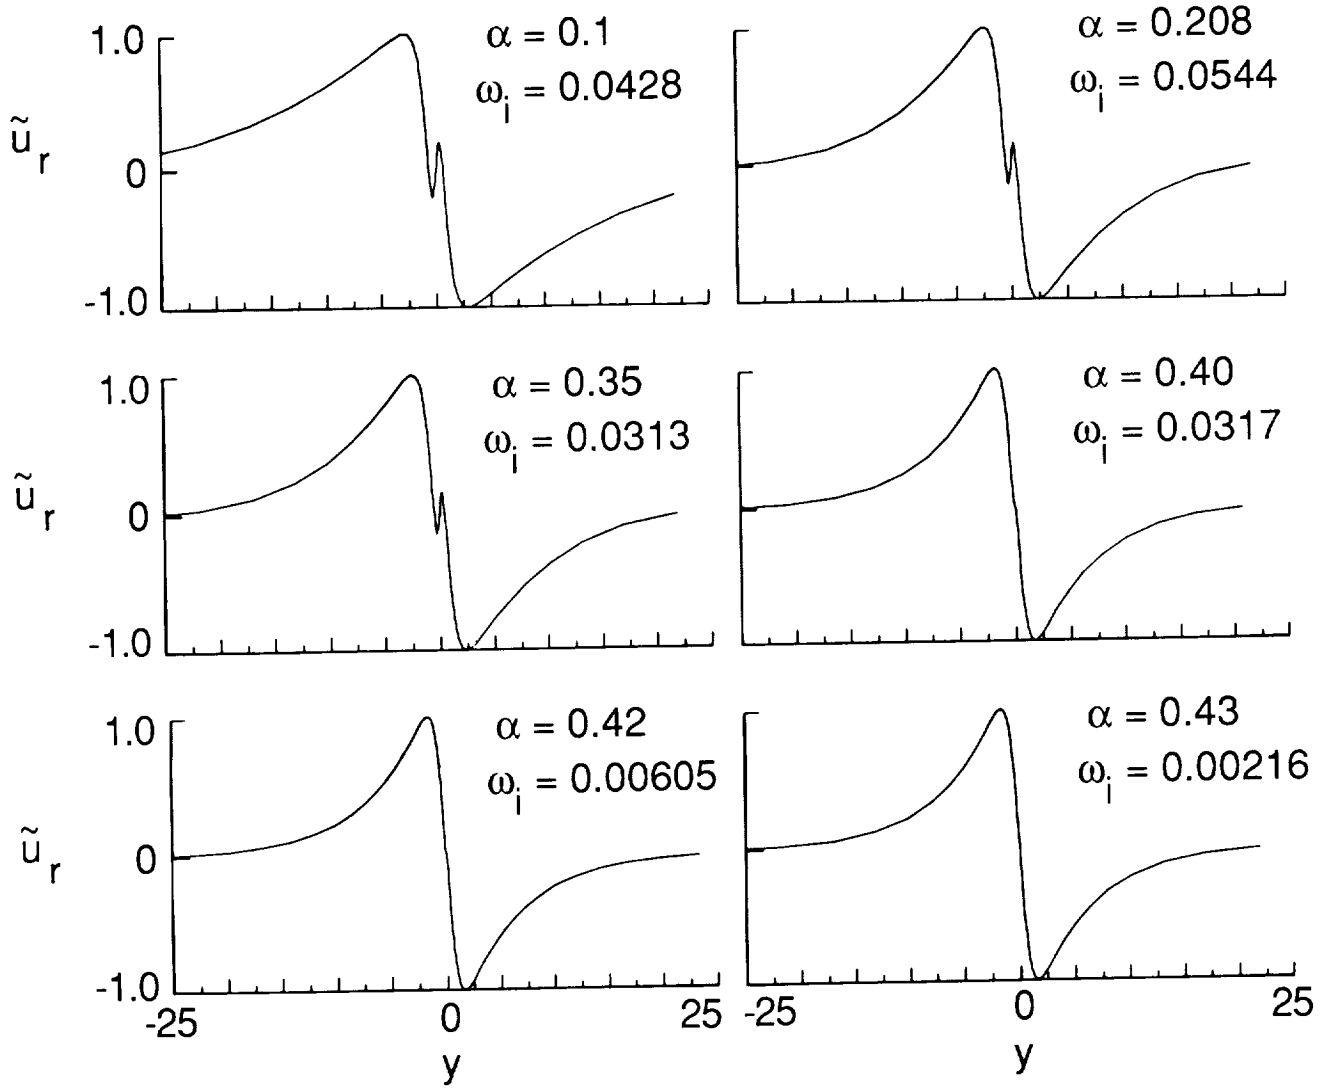 α = 0.1
ω_i = 0.0428
α = 0.208
ω_i = 0.0544
1.0
ũ_r
0
-1.0
α = 0.35
ω_i = 0.0313
α = 0.40
ω_i = 0.0317
1.0
ũ_r
0
-1.0
α = 0.42
ω_i = 0.00605
α = 0.43
ω_i = 0.00216
1.0
ũ_r
0
-1.0
-25 0 25
y
-25 0 25
y